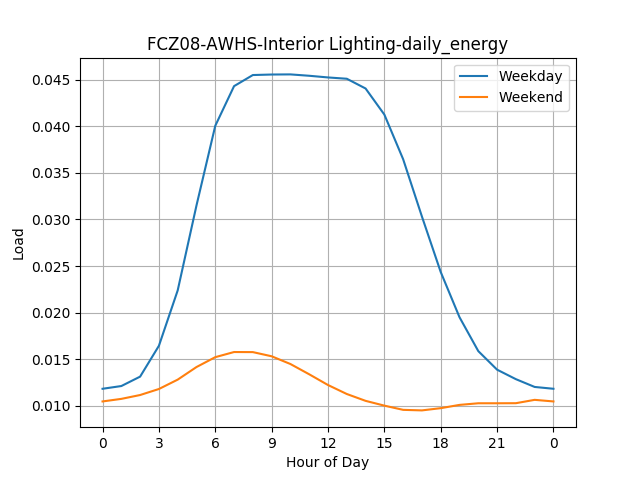 FCZ08-AWHS-Interior Lighting-daily_energy
Weekday
Weekend
0.045
0.040
0.035
0.030
0.025
0.020
0.015
0.010
Load
0 3 6 9 12 15 18 21 0
Hour of Day